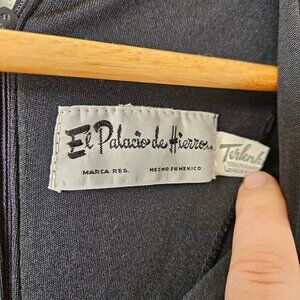 El Palacio de Hierro
MARCA REG. HECHO EN MEXICO
Terlenka